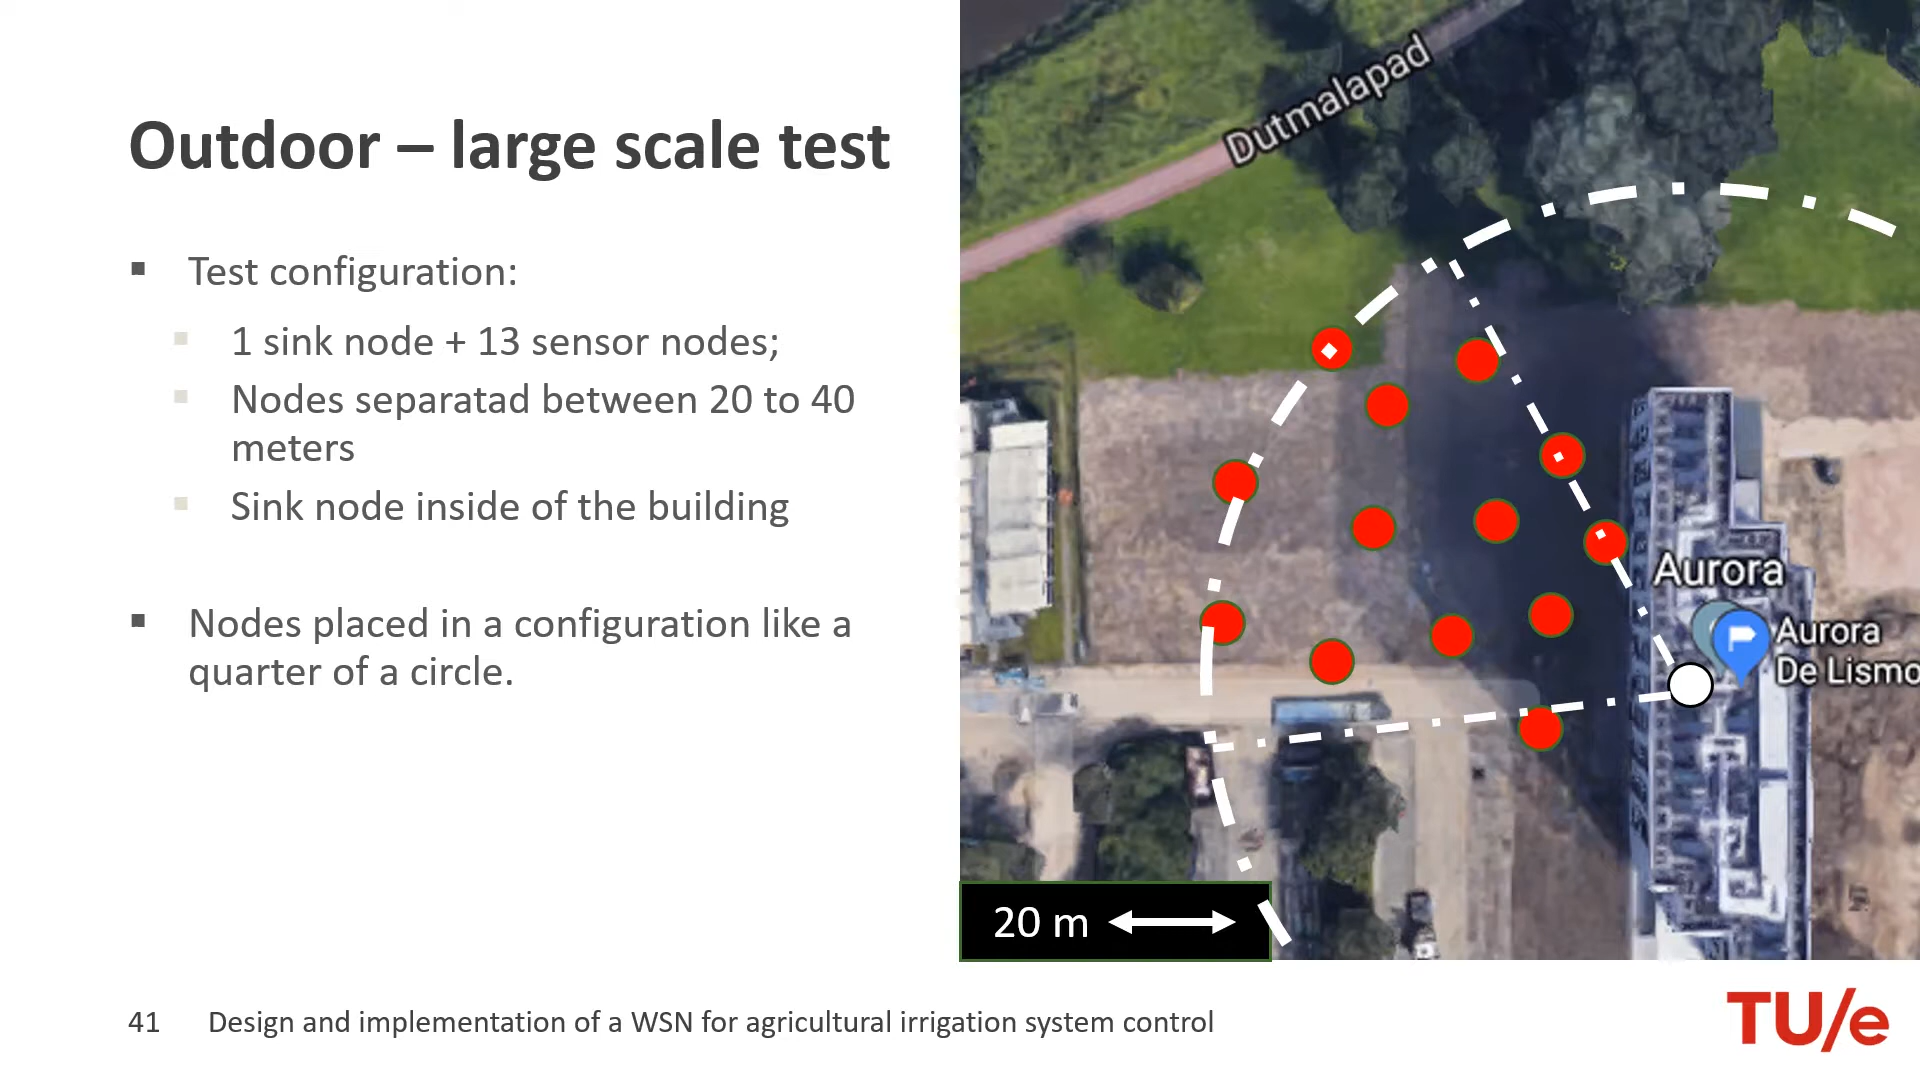 Outdoor – large scale test
▪ Test configuration:
▪ 1 sink node + 13 sensor nodes;
▪ Nodes separatad between 20 to 40
meters
▪ Sink node inside of the building
▪ Nodes placed in a configuration like a
quarter of a circle.
Dutmalapad
Aurora
Aurora
De Lismo
20 m
41 Design and implementation of a WSN for agricultural irrigation system control
TU/e